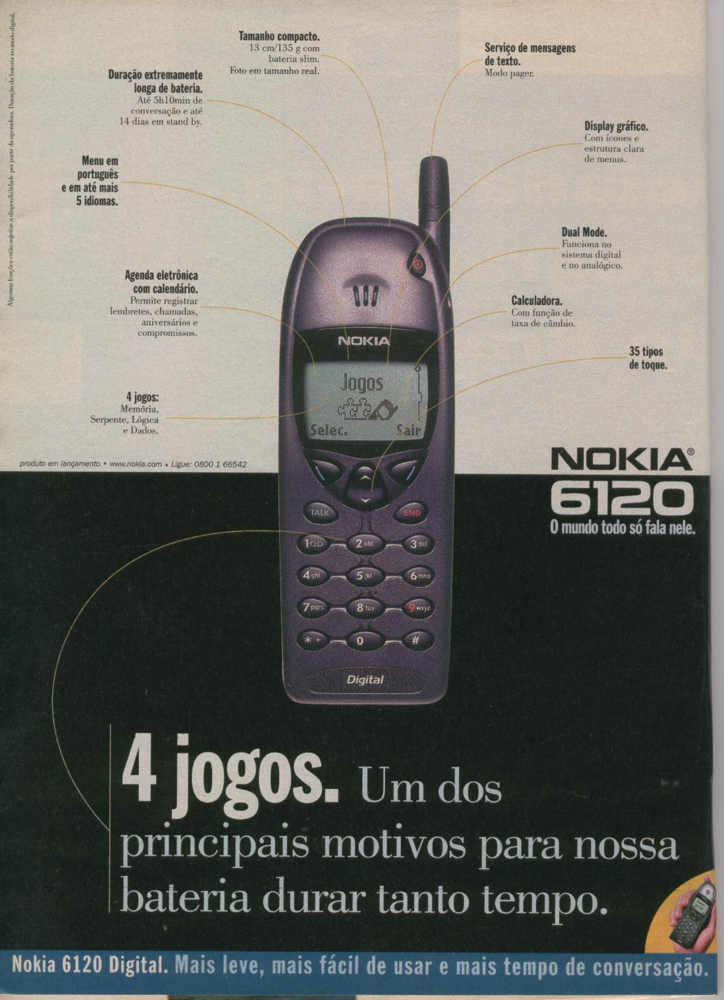 Algumas funções estão sujeitas a disponibilidade por parte da operadora. Duração da bateria no modo digital.
Tamanho compacto.
13 cm/135 g com
bateria slim.
Foto em tamanho real.
Serviço de mensagens
de texto.
Modo pager.
Duração extremamente
longa de bateria.
Até 5h10min de
conversação e até
14 dias em stand by.
Display gráfico.
Com ícones e
estrutura clara
de menus.
Menu em
português
e em até mais
5 idiomas.
Dual Mode.
Funciona no
sistema digital
e no analógico.
Agenda eletrônica
com calendário.
Permite registrar
lembretes, chamadas,
aniversários e
compromissos.
Calculadora.
Com função de
taxa de câmbio.
35 tipos
de toque.
4 jogos:
Memória,
Serpente, Lógica
e Dados.
NOKIA
Jogos
Selec. Sair
produto em lançamento • www.nokia.com • Ligue: 0800 1 66542
NOKIA®
6120
O mundo todo só fala nele.
TALK END
1 2 abc 3 def
4 ghi 5 jkl 6 mno
7 pqrs 8 tuv 9 wxyz
* + 0 #
Digital
4 jogos. Um dos
principais motivos para nossa
bateria durar tanto tempo.
Nokia 6120 Digital. Mais leve, mais fácil de usar e mais tempo de conversação.